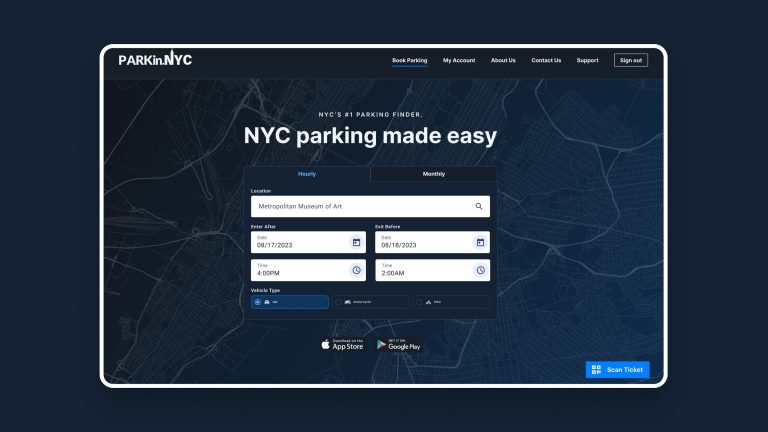 PARKin.NYC
Book Parking
My Account
About Us
Contact Us
Support
Sign out
NYC'S #1 PARKING FINDER.
NYC parking made easy
Hourly
Monthly
Location
Metropolitan Museum of Art
Enter After
Exit Before
Date
08/17/2023
Date
08/18/2023
Time
4:00PM
Time
2:00AM
Vehicle Type
car
motorcycle
bike
Download on the
App Store
GET IT ON
Google Play
Scan Ticket